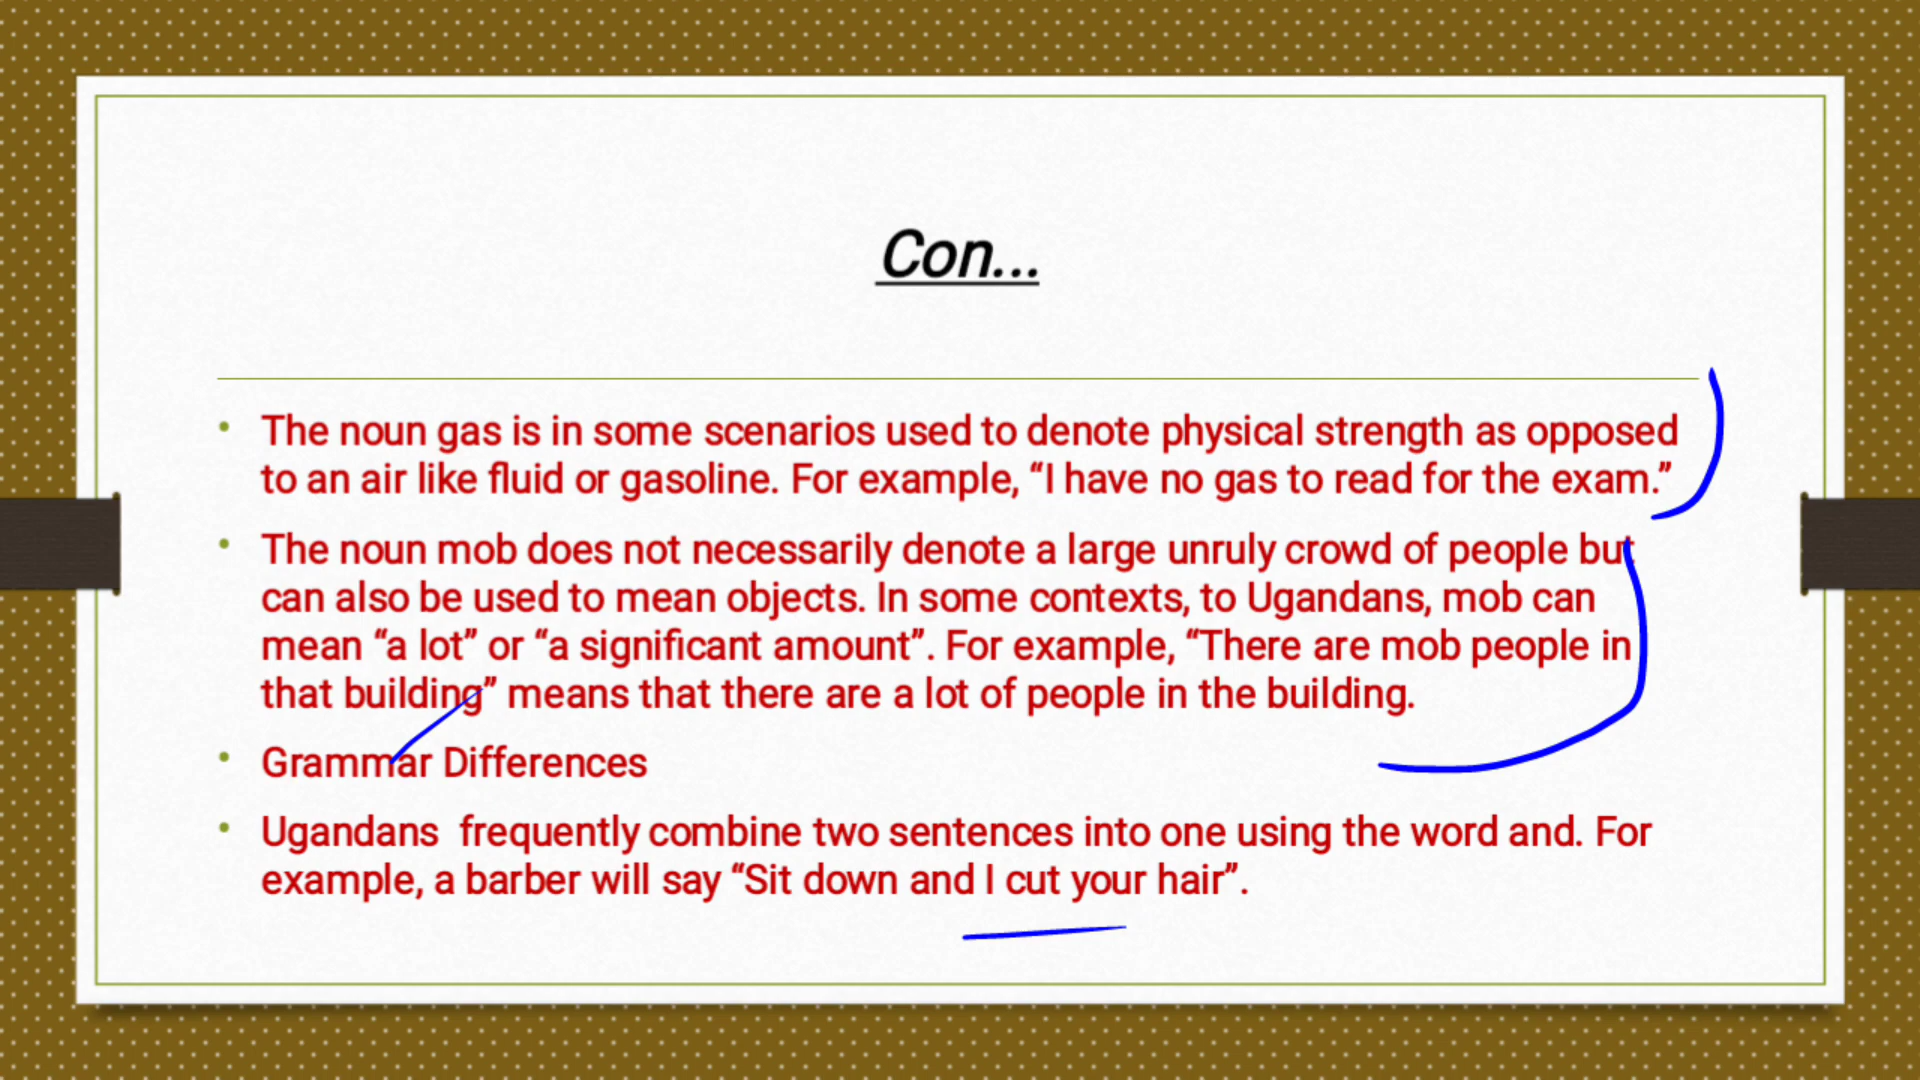 Con...
The noun gas is in some scenarios used to denote physical strength as opposed
to an air like fluid or gasoline. For example, “I have no gas to read for the exam.”
The noun mob does not necessarily denote a large unruly crowd of people but
can also be used to mean objects. In some contexts, to Ugandans, mob can
mean “a lot” or “a significant amount”. For example, “There are mob people in
that building” means that there are a lot of people in the building.
Grammar Differences
Ugandans  frequently combine two sentences into one using the word and. For
example, a barber will say “Sit down and I cut your hair”.